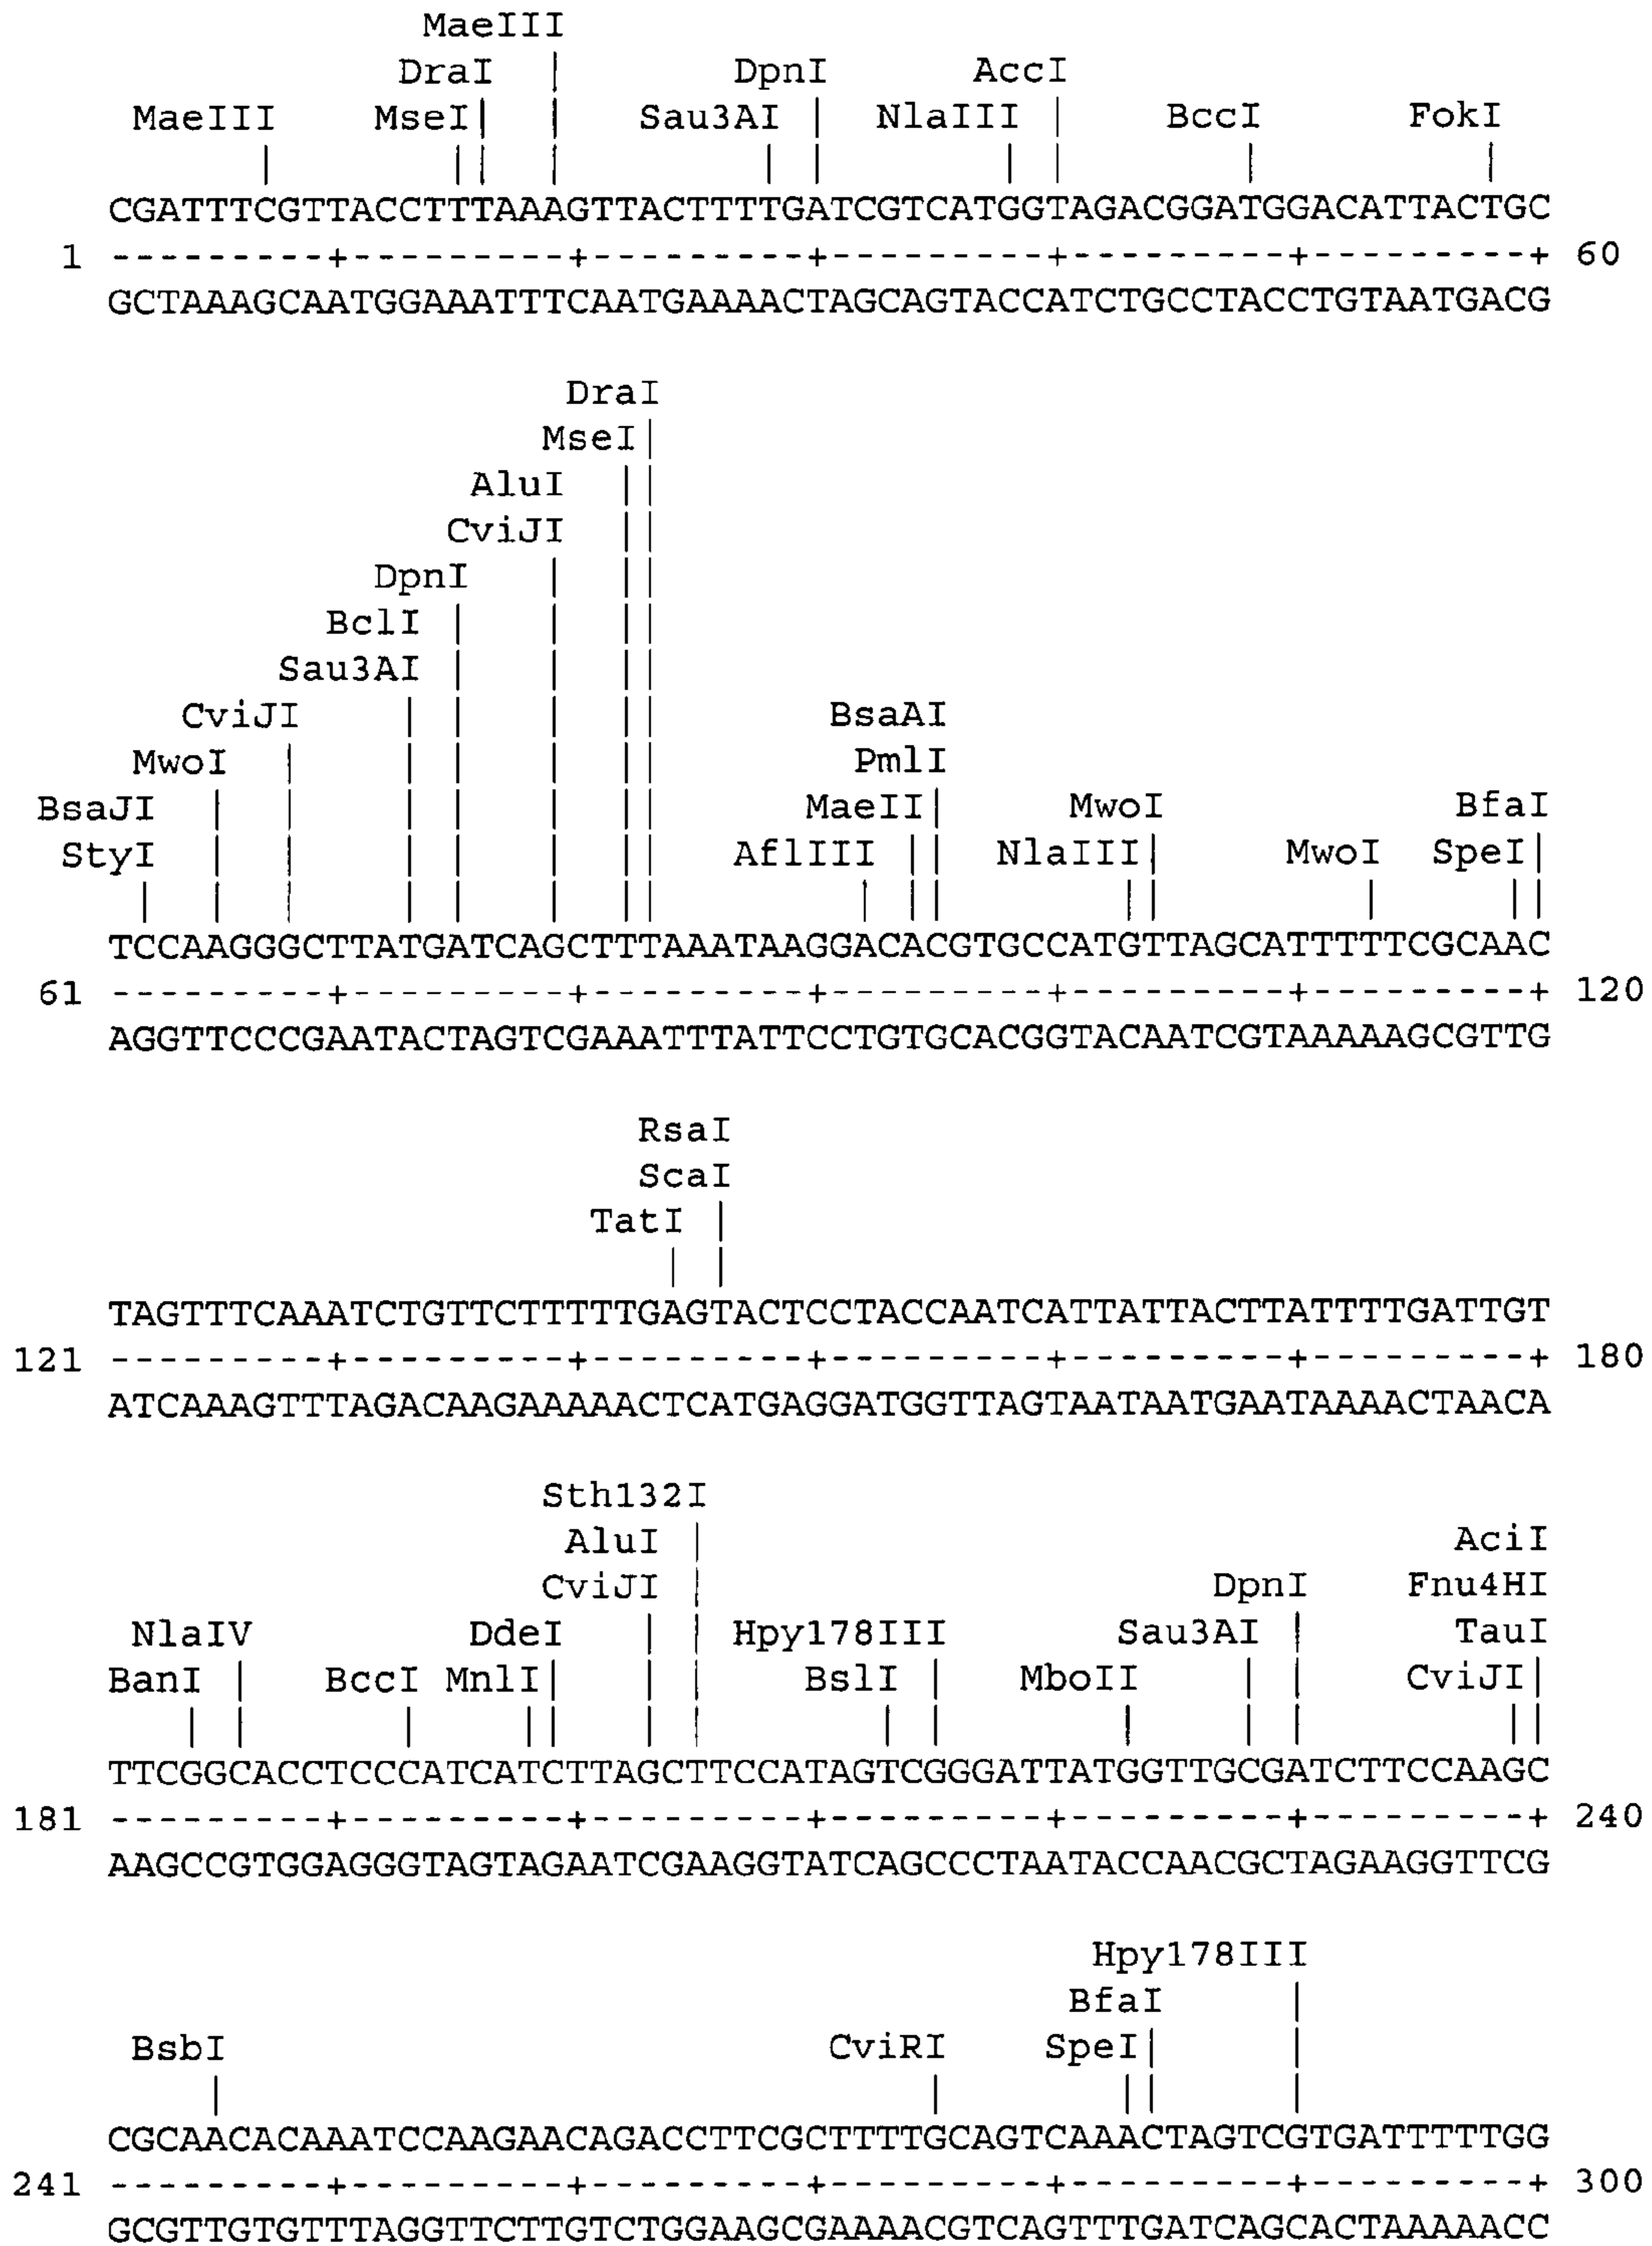 MaeIII
DraI DpnI AccI
MaeIII MseI Sau3AI NlaIII BccI FokI
CGATTTCGTTACCTTTAAAGTTACTTTTGATCGTCATGGTAGACGGATGGACATTACTGC
1 ---------+---------+---------+---------+---------+---------+ 60
GCTAAAGCAATGGAAATTTCAATGAAAACTAGCAGTACCATCTGCCTACCTGTAATGACG
DraI
MseI
AluI
CviJI
DpnI
BclI
Sau3AI
CviJI BsaAI
MwoI PmlI
BsaJI MaeII MwoI BfaI
StyI AflIII NlaIII MwoI SpeI
TCCAAGGGCTTATGATCAGCTTTAAATAAGGACACGTGCCATGTTAGCATTTTTCGCAAC
61 ---------+---------+---------+---------+---------+---------+ 120
AGGTTCCCGAATACTAGTCGAAATTTATTCCTGTGCACGGTACAATCGTAAAAAGCGTTG
RsaI
ScaI
TatI
TAGTTTCAAATCTGTTCTTTTTGAGTACTCCTACCAATCATTATTACTTATTTTGATTGT
121 ---------+---------+---------+---------+---------+---------+ 180
ATCAAAGTTTAGACAAGAAAAACTCATGAGGATGGTTAGTAATAATGAATAAAACTAACA
Sth132I
AluI AciI
CviJI DpnI Fnu4HI
NlaIV DdeI Hpy178III Sau3AI TauI
BanI BccI MnlI BslI MboII CviJI
TTCGGCACCTCCCATCATCTTAGCTTCCATAGTCGGGATTATGGTTGCGATCTTCCAAGC
181 ---------+---------+---------+---------+---------+---------+ 240
AAGCCGTGGAGGGTAGTAGAATCGAAGGTATCAGCCCTAATACCAACGCTAGAAGGTTCG
Hpy178III
BfaI
BsbI CviRI SpeI
CGCAACACAAATCCAAGAACAGACCTTCGCTTTTGCAGTCAAACTAGTCGTGATTTTTGG
241 ---------+---------+---------+---------+---------+---------+ 300
GCGTTGTGTTTAGGTTCTTGTCTGGAAGCGAAAACGTCAGTTTGATCAGCACTAAAAACC